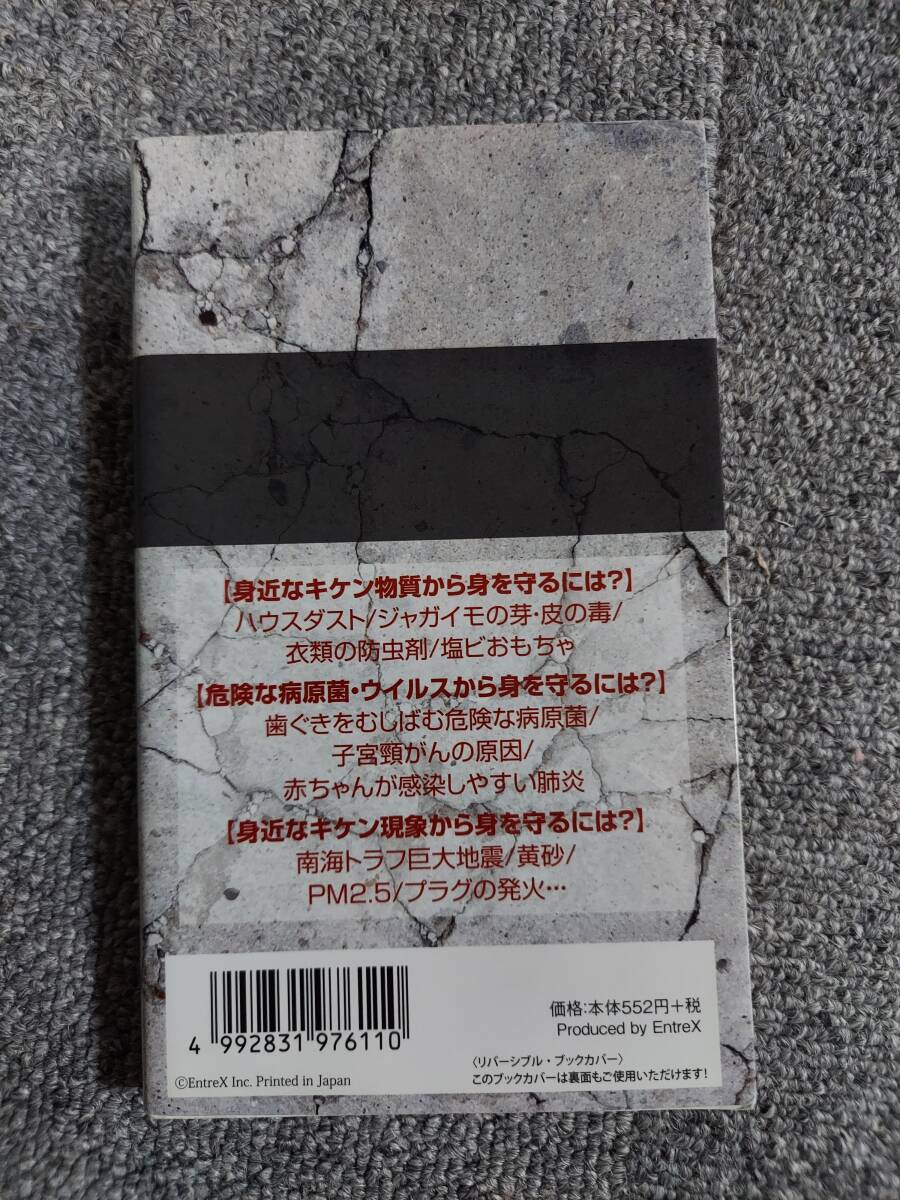 【身近なキケン物質から身を守るには?】
ハウスダスト/ジャガイモの芽・皮の毒/
衣類の防虫剤/塩ビおもちゃ
【危険な病原菌・ウイルスから身を守るには?】
歯ぐきをむしばむ危険な病原菌/
子宮頸がんの原因/
赤ちゃんが感染しやすい肺炎
【身近なキケン現象から身を守るには?】
南海トラフ巨大地震/黄砂/
PM2.5/プラグの発火…
4 992831 976110
©EntreX Inc. Printed in Japan
価格:本体552円+税
Produced by EntreX
〈リバーシブル・ブックカバー〉
このブックカバーは裏面もご使用いただけます!